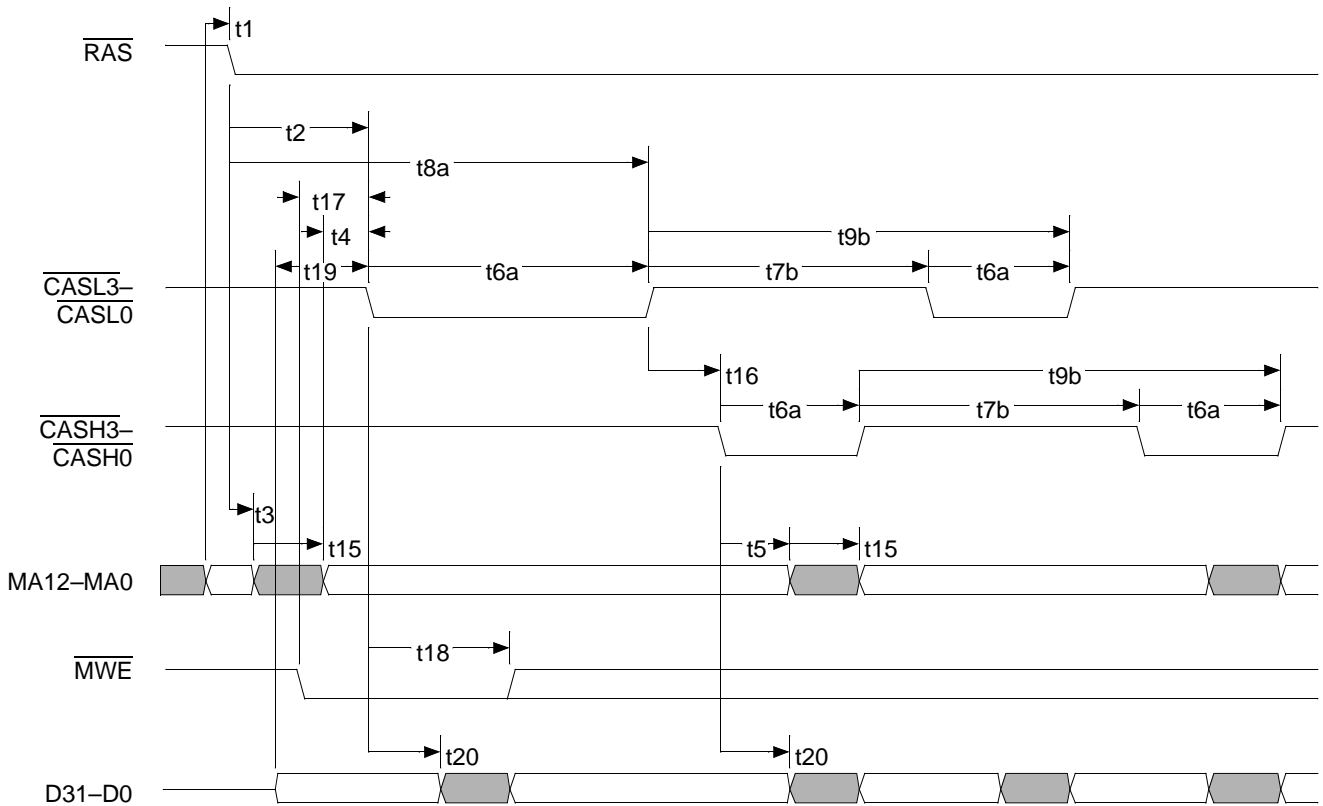 t1
RAS
t2
t8a
t17
t4
t9b
t19
t6a
t7b
t6a
CASL3–
CASL0
t16
t9b
t6a
t7b
t6a
CASH3–
CASH0
t3
t15
t5
t15
MA12–MA0
t18
MWE
t20
t20
D31–D0